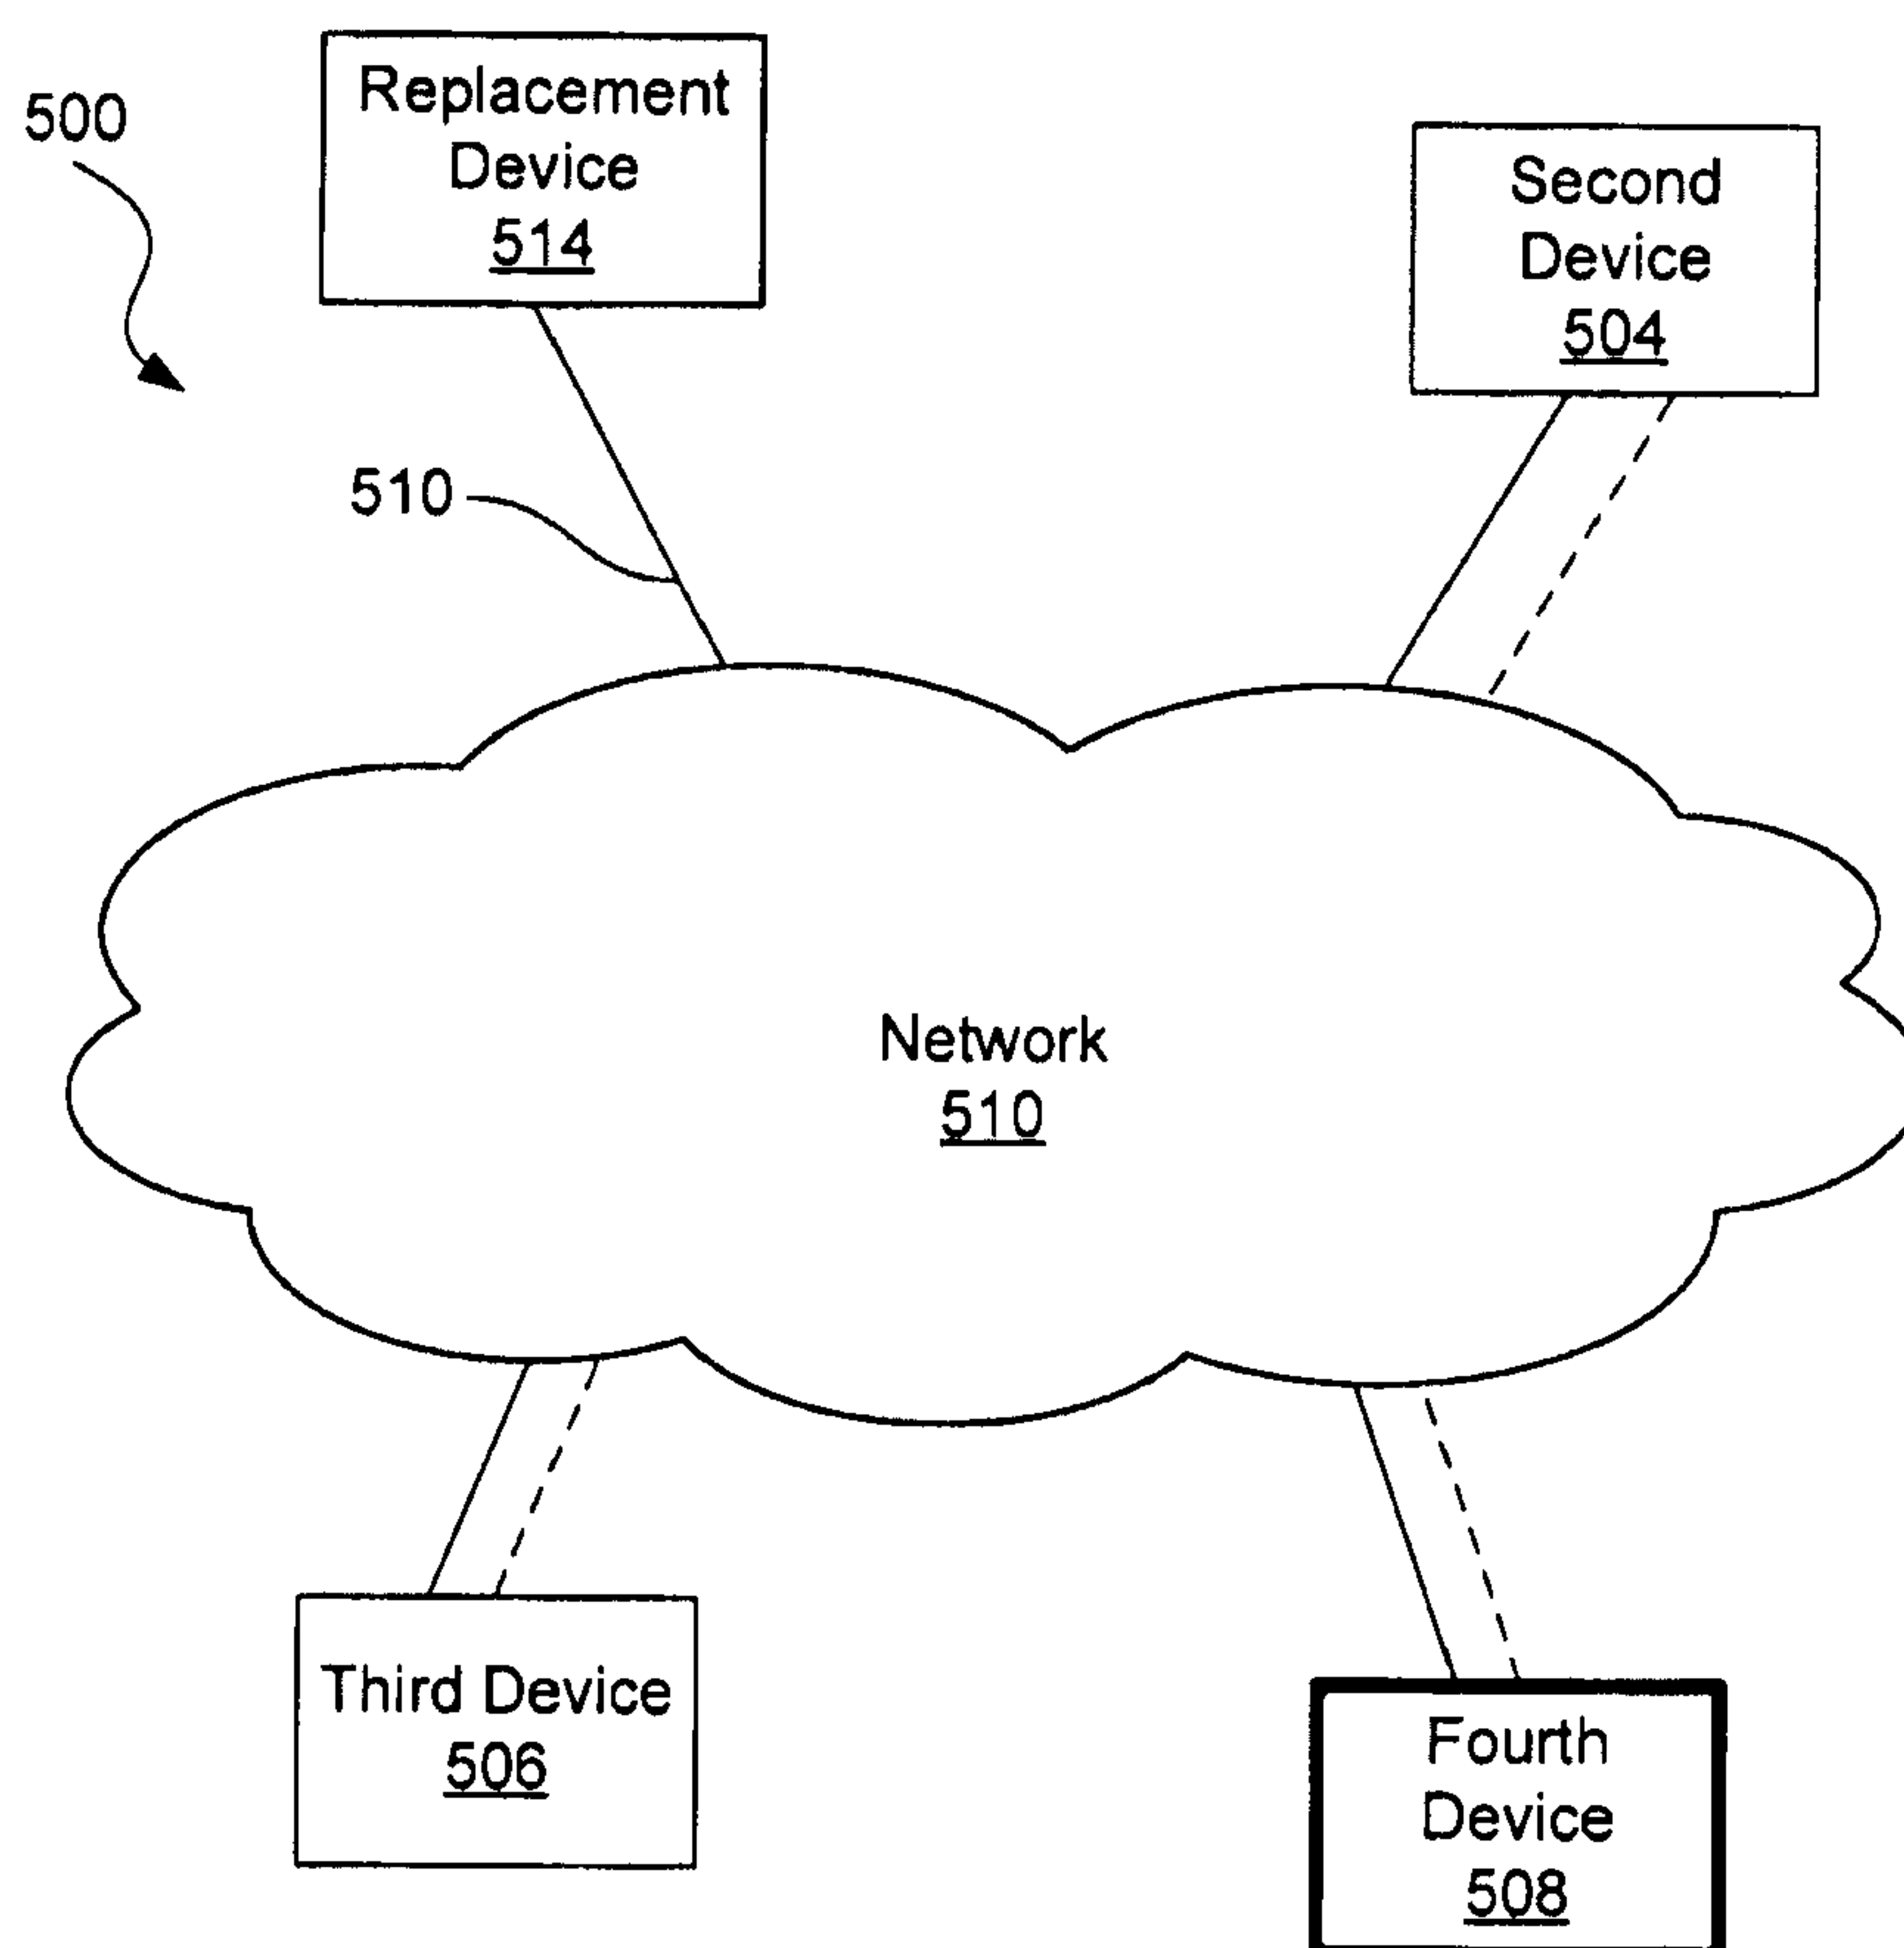 500
Replacement
Device
514
Second
Device
504
510
Network
510
Third Device
506
Fourth
Device
508